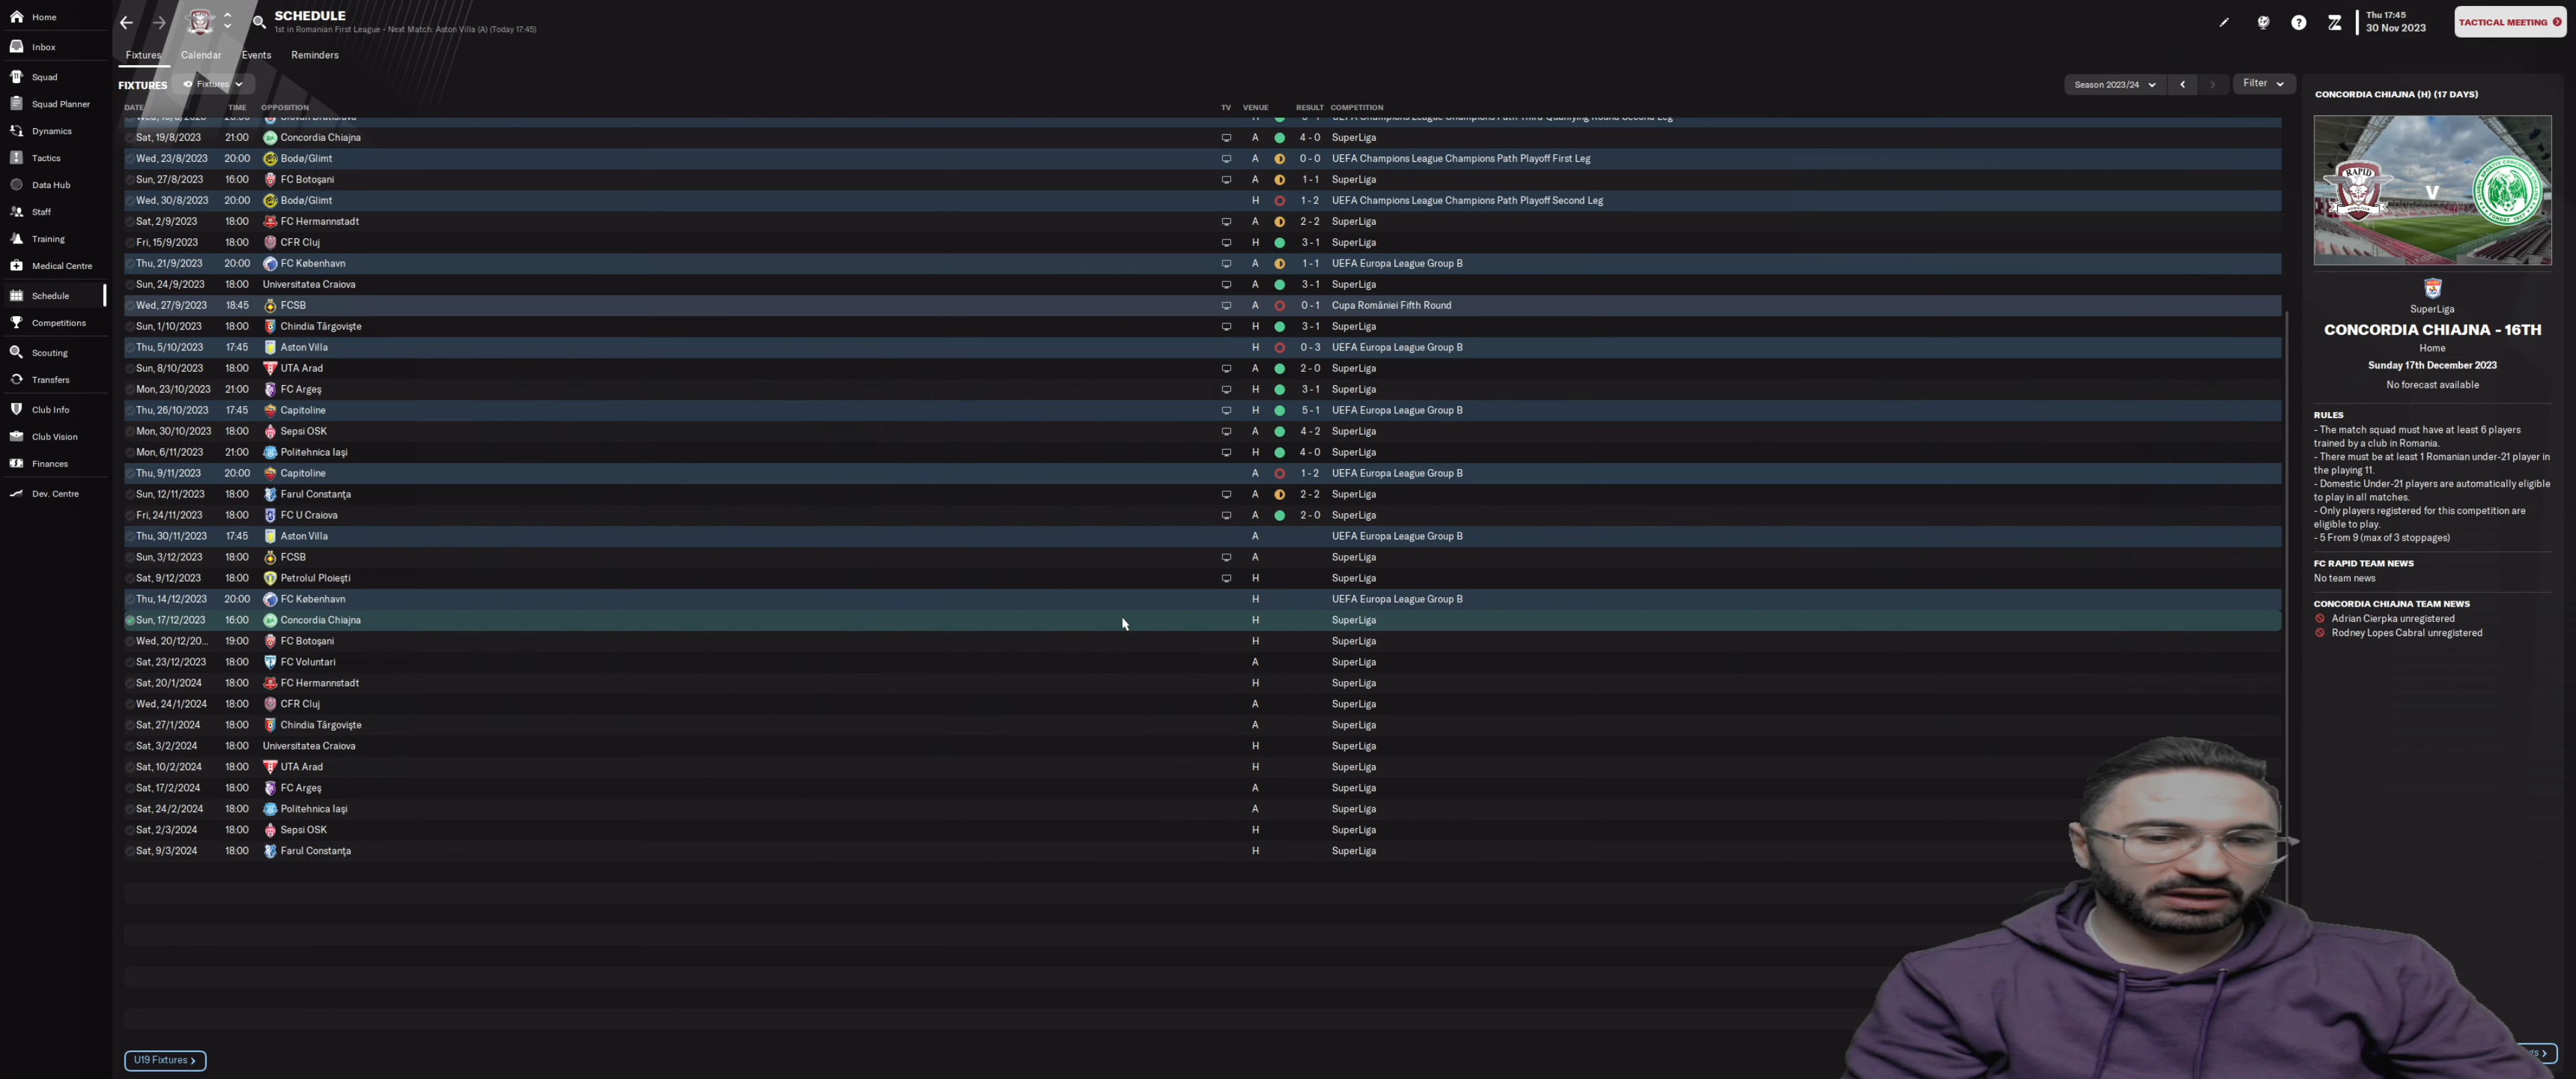 Home
Inbox
Squad
Squad Planner
Dynamics
Tactics
Data Hub
Staff
Training
Medical Centre
Schedule
Competitions
Scouting
Transfers
Club Info
Club Vision
Finances
Dev. Centre
SCHEDULE
1st in Romanian First League - Next Match: Aston Villa (A) (Today 17:45)
Thu 17:45
30 Nov 2023
TACTICAL MEETING
Fixtures Calendar Events Reminders
FIXTURES Fixtures
Season 2023/24 Filter
DATE TIME OPPOSITION TV VENUE RESULT COMPETITION
Sat, 19/8/2023 21:00 Concordia Chiajna A 4 - 0 SuperLiga
Wed, 23/8/2023 20:00 Bodø/Glimt A 0 - 0 UEFA Champions League Champions Path Playoff First Leg
Sun, 27/8/2023 16:00 FC Botoşani A 1 - 1 SuperLiga
Wed, 30/8/2023 20:00 Bodø/Glimt H 1 - 2 UEFA Champions League Champions Path Playoff Second Leg
Sat, 2/9/2023 18:00 FC Hermannstadt A 2 - 2 SuperLiga
Fri, 15/9/2023 18:00 CFR Cluj H 3 - 1 SuperLiga
Thu, 21/9/2023 20:00 FC København A 1 - 1 UEFA Europa League Group B
Sun, 24/9/2023 18:00 Universitatea Craiova A 3 - 1 SuperLiga
Wed, 27/9/2023 18:45 FCSB A 0 - 1 Cupa României Fifth Round
Sun, 1/10/2023 18:00 Chindia Târgovişte H 3 - 1 SuperLiga
Thu, 5/10/2023 17:45 Aston Villa H 0 - 3 UEFA Europa League Group B
Sun, 8/10/2023 18:00 UTA Arad A 2 - 0 SuperLiga
Mon, 23/10/2023 21:00 FC Argeş H 3 - 1 SuperLiga
Thu, 26/10/2023 17:45 Capitoline H 5 - 1 UEFA Europa League Group B
Mon, 30/10/2023 18:00 Sepsi OSK A 4 - 2 SuperLiga
Mon, 6/11/2023 21:00 Politehnica Iaşi H 4 - 0 SuperLiga
Thu, 9/11/2023 20:00 Capitoline A 1 - 2 UEFA Europa League Group B
Sun, 12/11/2023 18:00 Farul Constanţa A 2 - 2 SuperLiga
Fri, 24/11/2023 18:00 FC U Craiova A 2 - 0 SuperLiga
Thu, 30/11/2023 17:45 Aston Villa A UEFA Europa League Group B
Sun, 3/12/2023 18:00 FCSB A SuperLiga
Sat, 9/12/2023 18:00 Petrolul Ploieşti H SuperLiga
Thu, 14/12/2023 20:00 FC København H UEFA Europa League Group B
Sun, 17/12/2023 16:00 Concordia Chiajna H SuperLiga
Wed, 20/12/20... 19:00 FC Botoşani H SuperLiga
Sat, 23/12/2023 18:00 FC Voluntari A SuperLiga
Sat, 20/1/2024 18:00 FC Hermannstadt H SuperLiga
Wed, 24/1/2024 18:00 CFR Cluj A SuperLiga
Sat, 27/1/2024 18:00 Chindia Târgovişte A SuperLiga
Sat, 3/2/2024 18:00 Universitatea Craiova H SuperLiga
Sat, 10/2/2024 18:00 UTA Arad H SuperLiga
Sat, 17/2/2024 18:00 FC Argeş A SuperLiga
Sat, 24/2/2024 18:00 Politehnica Iaşi A SuperLiga
Sat, 2/3/2024 18:00 Sepsi OSK H SuperLiga
Sat, 9/3/2024 18:00 Farul Constanţa H SuperLiga
U19 Fixtures
CONCORDIA CHIAJNA (H) (17 DAYS)
RAPID
V
SuperLiga
CONCORDIA CHIAJNA - 16TH
Home
Sunday 17th December 2023
No forecast available
RULES
- The match squad must have at least 6 players
trained by a club in Romania.
- There must be at least 1 Romanian under-21 player in
the playing 11.
- Domestic Under-21 players are automatically eligible
to play in all matches.
- Only players registered for this competition are
eligible to play.
- 5 From 9 (max of 3 stoppages)
FC RAPID TEAM NEWS
No team news
CONCORDIA CHIAJNA TEAM NEWS
Adrian Cierpka unregistered
Rodney Lopes Cabral unregistered